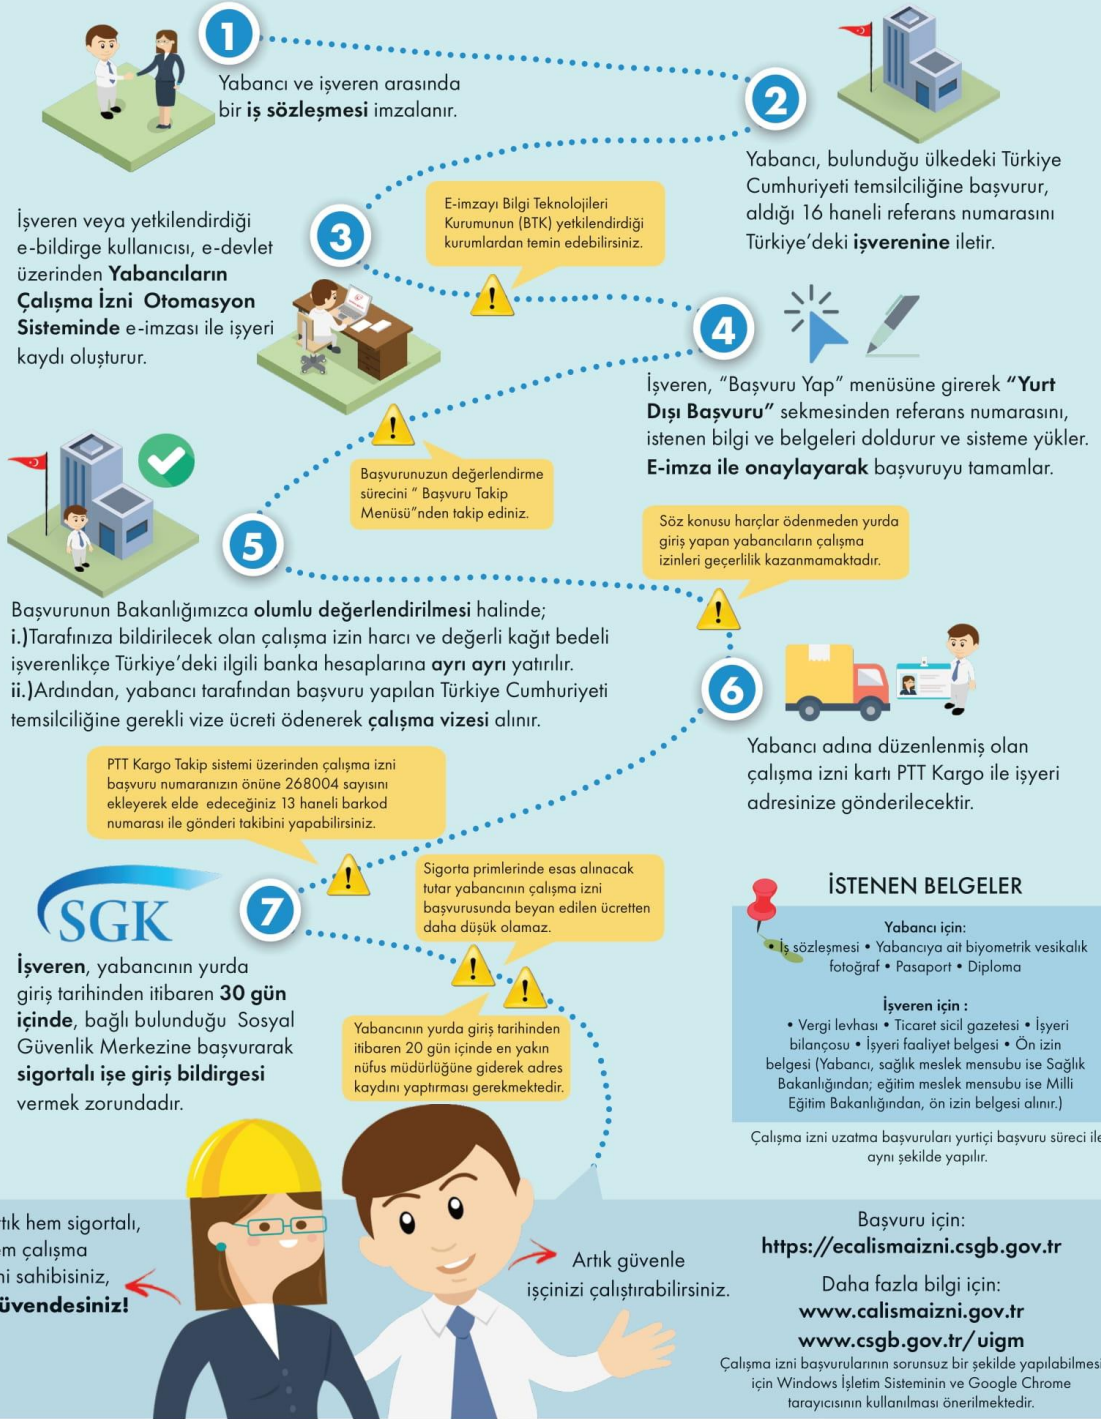 1
Yabancı ve işveren arasında
bir iş sözleşmesi imzalanır.
2
Yabancı, bulunduğu ülkedeki Türkiye
Cumhuriyeti temsilciliğine başvurur,
aldığı 16 haneli referans numarasını
Türkiye’deki işverenine iletir.
3
İşveren veya yetkilendirdiği
e-bildirge kullanıcısı, e-devlet
üzerinden Yabancıların
Çalışma İzni Otomasyon
Sisteminde e-imzası ile işyeri
kaydı oluşturur.
E-imzayı Bilgi Teknolojileri
Kurumunun (BTK) yetkilendirdiği
kurumlardan temin edebilirsiniz.
4
İşveren, “Başvuru Yap” menüsüne girerek “Yurt
Dışı Başvuru” sekmesinden referans numarasını,
istenen bilgi ve belgeleri doldurur ve sisteme yükler.
E-imza ile onaylayarak başvuruyu tamamlar.
Başvurunuzun değerlendirme
sürecini “ Başvuru Takip
Menüsü”nden takip ediniz.
5
Başvurunun Bakanlığımızca olumlu değerlendirilmesi halinde;
i.)Tarafınıza bildirilecek olan çalışma izin harcı ve değerli kağıt bedeli
işverenlikçe Türkiye’deki ilgili banka hesaplarına ayrı ayrı yatırılır.
ii.)Ardından, yabancı tarafından başvuru yapılan Türkiye Cumhuriyeti
temsilciliğine gerekli vize ücreti ödenerek çalışma vizesi alınır.
Söz konusu harçlar ödenmeden yurda
giriş yapan yabancıların çalışma
izinleri geçerlilik kazanmamaktadır.
6
Yabancı adına düzenlenmiş olan
çalışma izni kartı PTT Kargo ile işyeri
adresinize gönderilecektir.
PTT Kargo Takip sistemi üzerinden çalışma izni
başvuru numaranızın önüne 268004 sayısını
ekleyerek elde edeceğiniz 13 haneli barkod
numarası ile gönderi takibini yapabilirsiniz.
SGK
7
İşveren, yabancının yurda
giriş tarihinden itibaren 30 gün
içinde, bağlı bulunduğu Sosyal
Güvenlik Merkezine başvurarak
sigortalı işe giriş bildirgesi
vermek zorundadır.
Sigorta primlerinde esas alınacak
tutar yabancının çalışma izni
başvurusunda beyan edilen ücretten
daha düşük olamaz.
Yabancının yurda giriş tarihinden
itibaren 20 gün içinde en yakın
nüfus müdürlüğüne giderek adres
kaydını yaptırması gerekmektedir.
İSTENEN BELGELER
Yabancı için:
• İş sözleşmesi • Yabancıya ait biyometrik vesikalık
fotoğraf • Pasaport • Diploma
İşveren için :
• Vergi levhası • Ticaret sicil gazetesi • İşyeri
bilançosu • İşyeri faaliyet belgesi • Ön izin
belgesi (Yabancı, sağlık meslek mensubu ise Sağlık
Bakanlığından; eğitim meslek mensubu ise Milli
Eğitim Bakanlığından, ön izin belgesi alınır.)
Çalışma izni uzatma başvuruları yurtiçi başvuru süreci ile
aynı şekilde yapılır.
hem sigortalı,
çalışma
sahibisiniz,
güvendesiniz!
Artık güvenle
işçinizi çalıştırabilirsiniz.
Başvuru için:
https://ecalismaizni.csgb.gov.tr
Daha fazla bilgi için:
www.calismaizni.gov.tr
www.csgb.gov.tr/uigm
Çalışma izni başvurularının sorunsuz bir şekilde yapılabilmesi
için Windows İşletim Sisteminin ve Google Chrome
tarayıcısının kullanılması önerilmektedir.